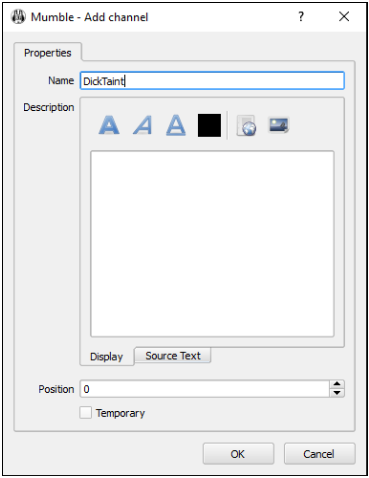 Mumble - Add channel
Properties
Name DickTaint
Description
A A A
Display Source Text
Position 0
Temporary
OK Cancel